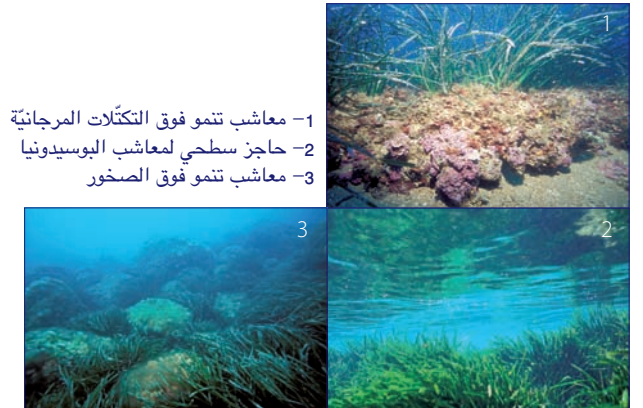 1
1– معاشب تنمو فوق التكتّلات المرجانيّة
2– حاجز سطحي لمعاشب البوسيدونيا
3– معاشب تنمو فوق الصخور
3
2